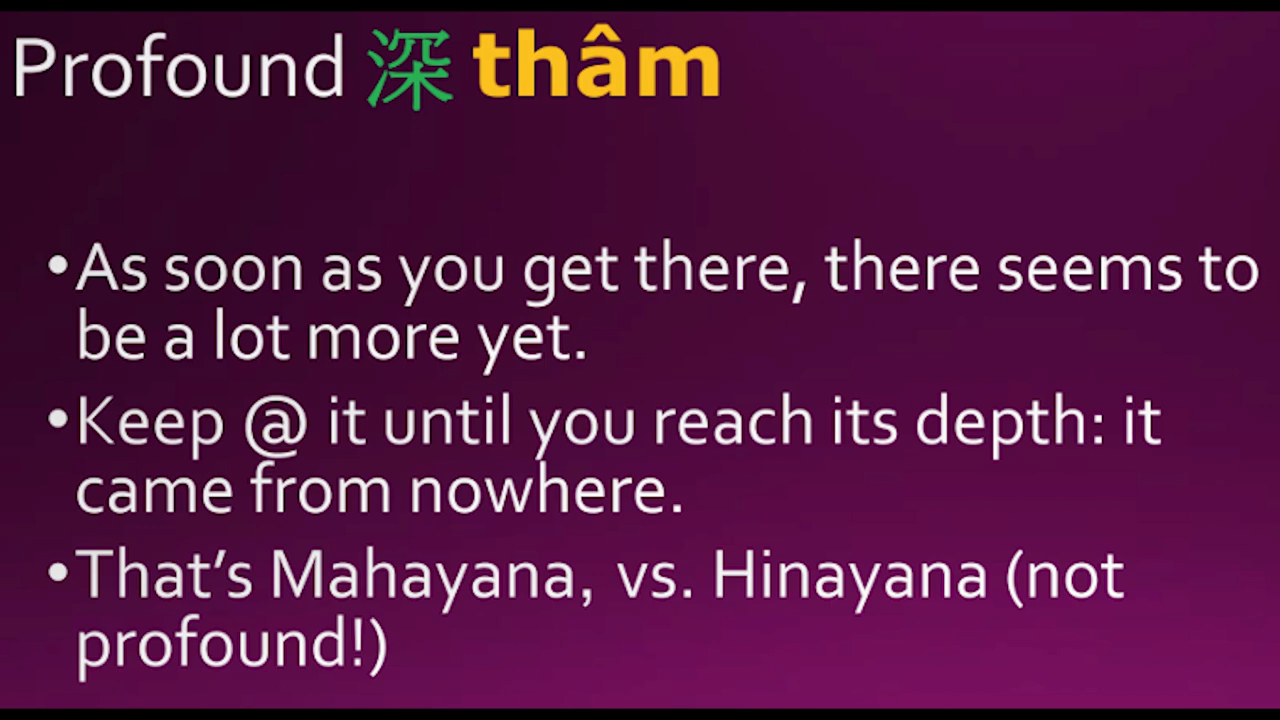 Profound 深 thâm
•As soon as you get there, there seems to
be a lot more yet.
•Keep @ it until you reach its depth: it
came from nowhere.
•That’s Mahayana, vs. Hinayana (not
profound!)